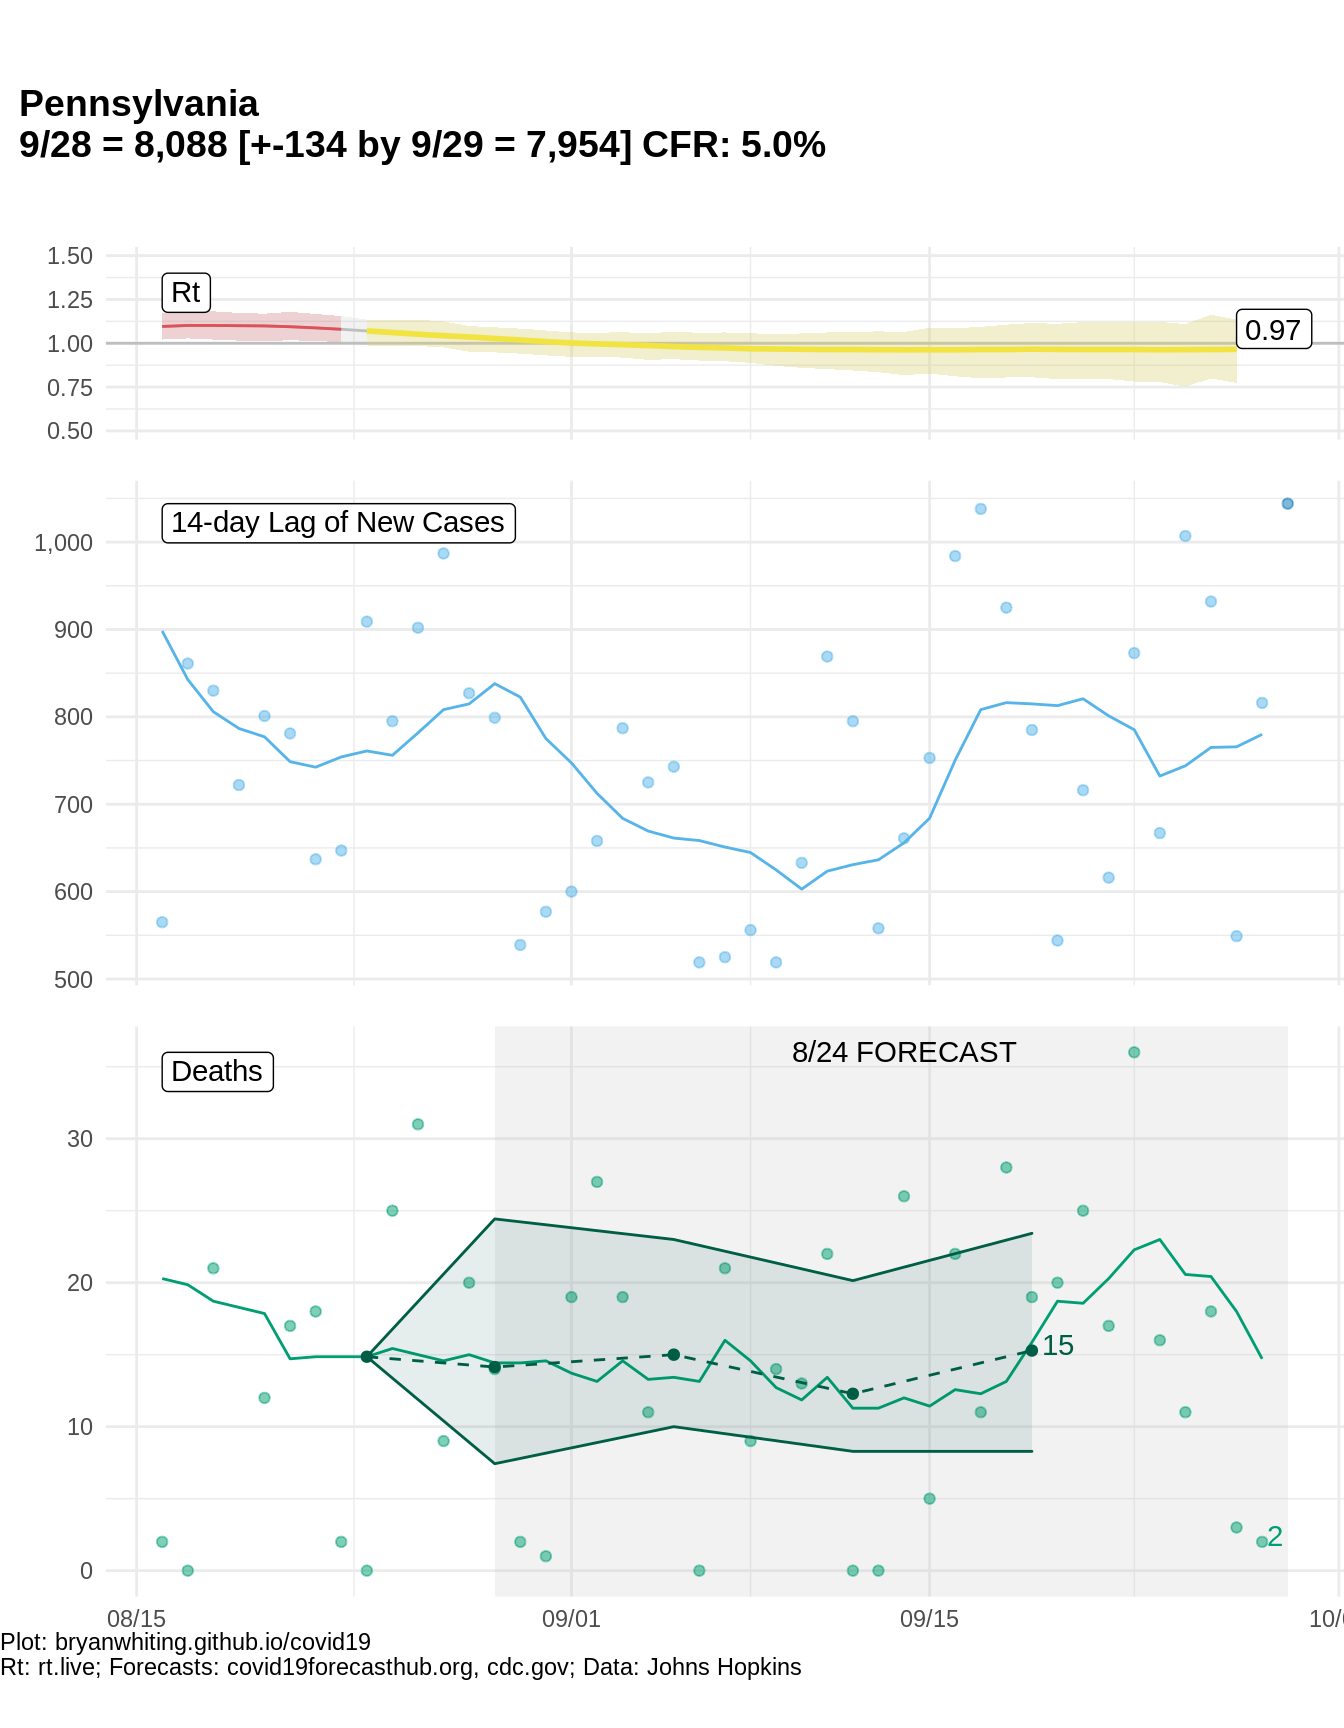 Pennsylvania
9/28 = 8,088 [+-134 by 9/29 = 7,954] CFR: 5.0%
1.50
Rt
1.25
0.97
1.00
0.75
0.50
14-day Lag of New Cases
1,000
900
800
700
600
500
8/24 FORECAST
Deaths
30
20
15
10
2
0
08/15 09/01 09/15
Plot: bryanwhiting.github.io/covid19
Rt: rt.live; Forecasts: covid19forecasthub.org, cdc.gov; Data: Johns Hopkins